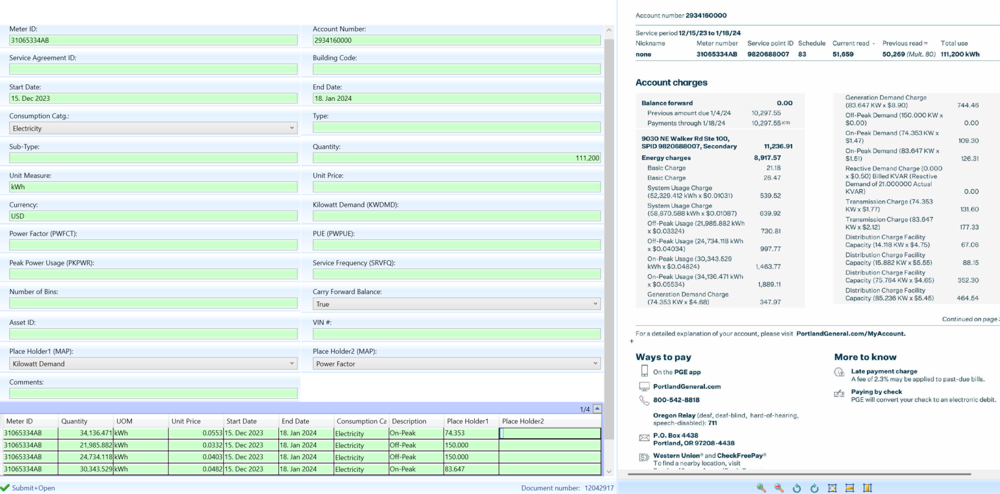 Meter ID: Account Number:
31065334AB 2934160000
Service Agreement ID: Building Code:
Start Date: End Date:
15. Dec 2023 18. Jan 2024
Consumption Catg.: Type:
Electricity
Sub-Type: Quantity:
111,200
Unit Measure: Unit Price:
kWh
Currency: Kilowatt Demand (KWDMD):
USD
Power Factor (PWFCT): PUE (PWPUE):
Peak Power Usage (PKPWR): Service Frequency (SRVFQ):
Number of Bins: Carry Forward Balance:
True
Asset ID: VIN #:
Place Holder1 (MAP): Place Holder2 (MAP):
Kilowatt Demand Power Factor
Comments:
1/4
Meter ID Quantity UOM Unit Price Start Date End Date Consumption Ca Description Place Holder1 Place Holder2
31065334AB 34,136.471 kWh 0.0553 15. Dec 2023 18. Jan 2024 Electricity On-Peak 74.353
31065334AB 21,985.882 kWh 0.0332 15. Dec 2023 18. Jan 2024 Electricity Off-Peak 150.000
31065334AB 24,734.118 kWh 0.0403 15. Dec 2023 18. Jan 2024 Electricity Off-Peak 150.000
31065334AB 30,343.529 kWh 0.0482 15. Dec 2023 18. Jan 2024 Electricity On-Peak 83.647
Submit+Open Document number: 12042917
Account number 2934160000
Service period 12/15/23 to 1/18/24
Nickname Meter number Service point ID Schedule Current read - Previous read = Total use
none 31065334AB 9820688007 83 51,659 50,269 (Mult. 80) 111,200 kWh
Account charges
Balance forward 0.00
Previous amount due 1/4/24 10,297.55
Payments through 1/18/24 10,297.55 (CR)
9030 NE Walker Rd Ste 100,
SPID 9820688007, Secondary 11,236.91
Energy charges 8,917.57
Basic Charge 21.18
Basic Charge 26.47
System Usage Charge
(52,329.412 kWh x $0.01031) 539.52
System Usage Charge
(58,870.588 kWh x $0.01087) 639.92
Off-Peak Usage (21,985.882 kWh
x $0.03324) 730.81
Off-Peak Usage (24,734.118 kWh
x $0.04034) 997.77
On-Peak Usage (30,343.529
kWh x $0.04824) 1,463.77
On-Peak Usage (34,136.471 kWh
x $0.05534) 1,889.11
Generation Demand Charge
(74.353 KW x $4.68) 347.97
Generation Demand Charge
(83.647 KW x $8.90) 744.46
Off-Peak Demand (150.000 KW x
$0.00) 0.00
On-Peak Demand (74.353 KW x
$1.47) 109.30
On-Peak Demand (83.647 KW x
$1.51) 126.31
Reactive Demand Charge (0.000
x $0.50) Billed KVAR (Reactive
Demand of 21.000000 Actual
KVAR) 0.00
Transmission Charge (74.353
KW x $1.77) 131.60
Transmission Charge (83.647
KW x $2.12) 177.33
Distribution Charge Facility
Capacity (14.118 KW x $4.75) 67.06
Distribution Charge Facility
Capacity (15.882 KW x $5.55) 88.15
Distribution Charge Facility
Capacity (75.764 KW x $4.65) 352.30
Distribution Charge Facility
Capacity (85.236 KW x $5.45) 464.54
Continued on page
For a detailed explanation of your account, please visit PortlandGeneral.com/MyAccount.
Ways to pay
On the PGE app
PortlandGeneral.com
800-542-8818
Oregon Relay (deaf, deaf-blind, hard-of-hearing,
speech-disabled): 711
P.O. Box 4438
Portland, OR 97208-4438
Western Union® and CheckFreePay®
To find a nearby location, visit
More to know
Late payment charge
A fee of 2.3% may be applied to past-due bills.
Paying by check
PGE will convert your check to an electronic debit.